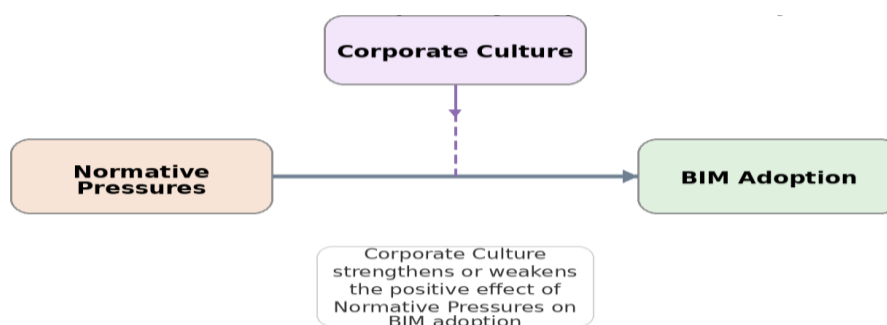 Corporate Culture
Normative
Pressures
BIM Adoption
Corporate Culture
strengthens or weakens
the positive effect of
Normative Pressures on
BIM adoption